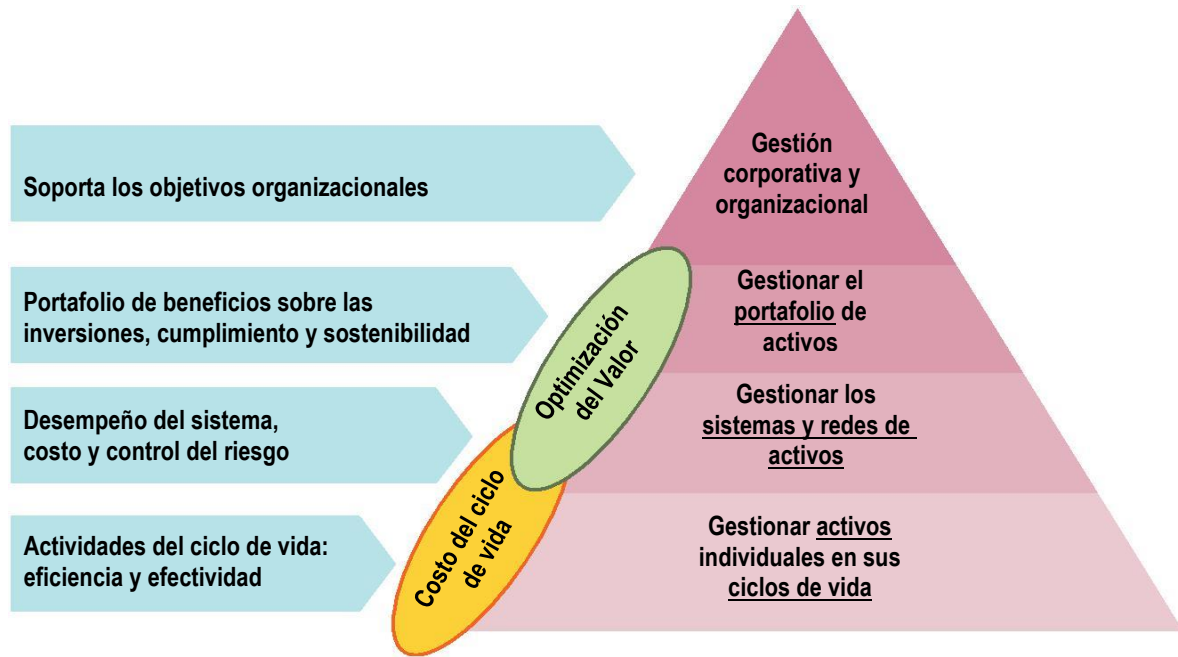 Soporta los objetivos organizacionales
Gestión
corporativa y
organizacional
Portafolio de beneficios sobre las
inversiones, cumplimiento y sostenibilidad
Optimización
del Valor
Gestionar el
portafolio de
activos
Desempeño del sistema,
costo y control del riesgo
Gestionar los
sistemas y redes de
activos
Actividades del ciclo de vida:
eficiencia y efectividad
Costo del ciclo
de vida
Gestionar activos
individuales en sus
ciclos de vida